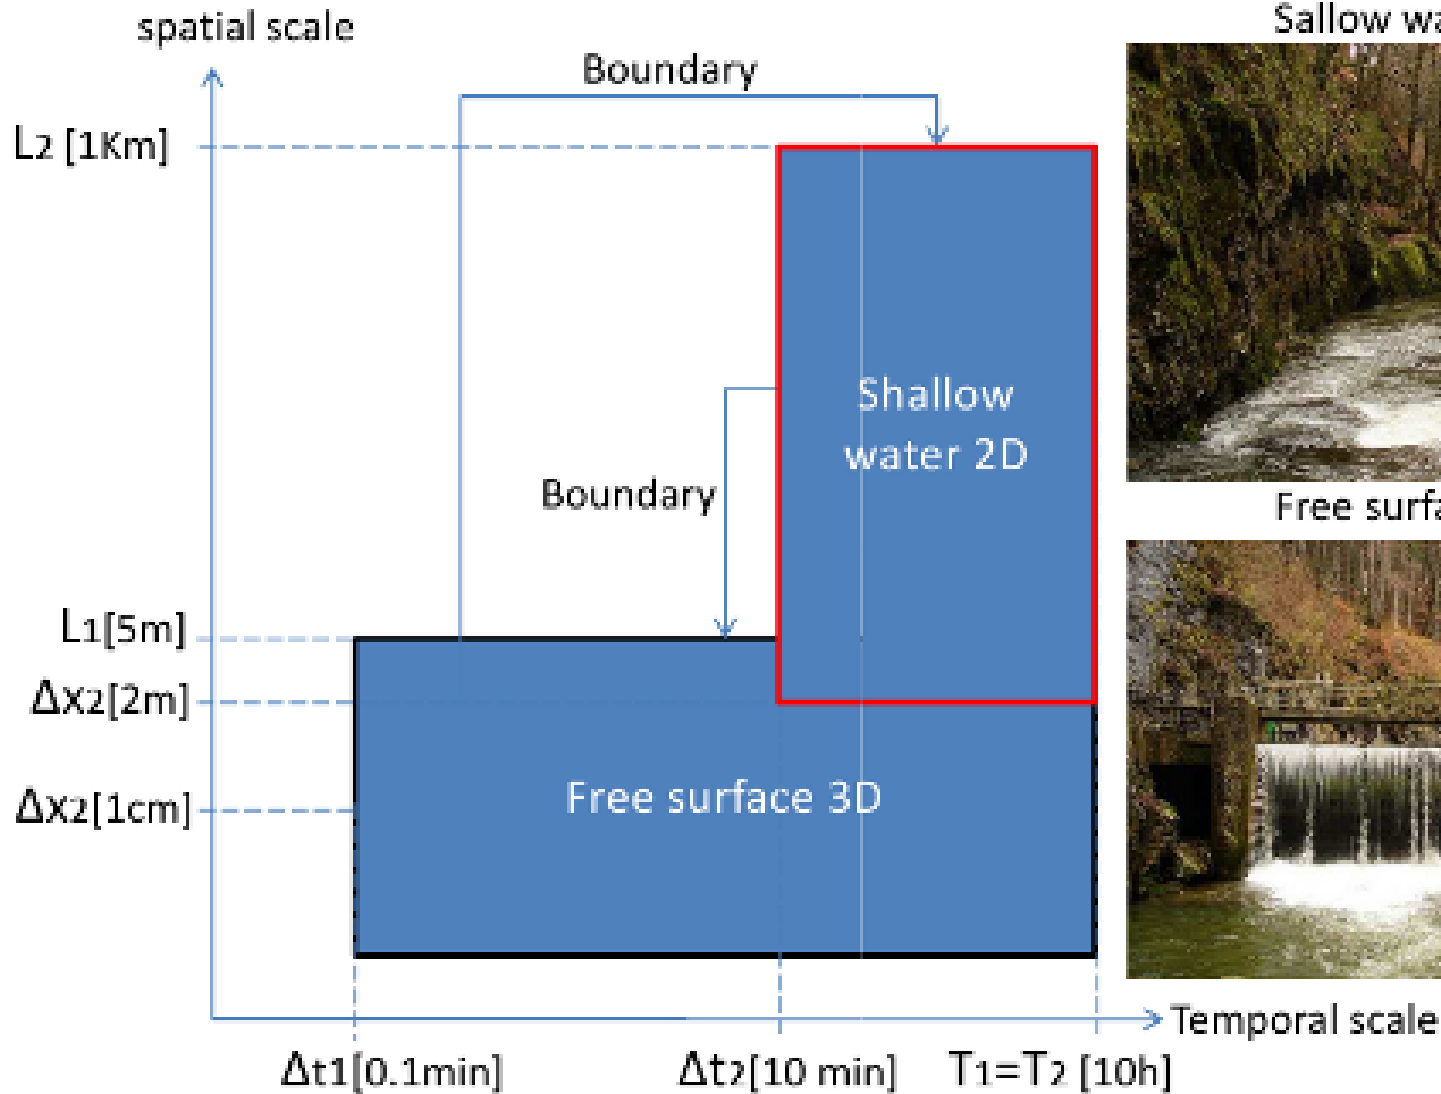 spatial scale
Sallow wa
Boundary
L2 [1Km]
Shallow
water 2D
Boundary
Free surfa
L1[5m]
Δx2[2m]
Δx2[1cm]
Free surface 3D
Temporal scale
Δt1[0.1min]
Δt2[10 min]
T1=T2 [10h]